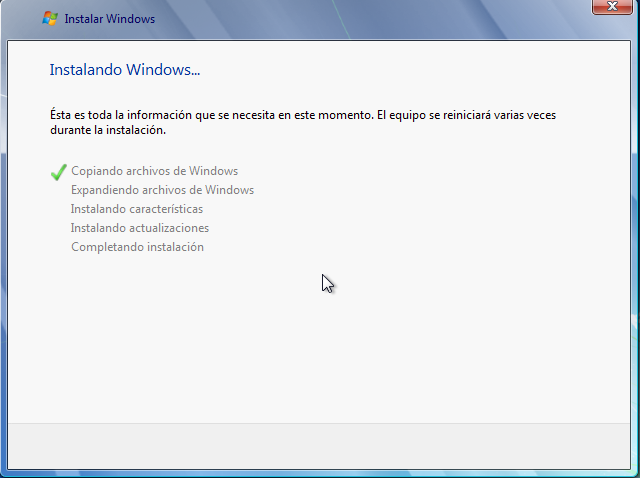 Instalar Windows
Instalando Windows...
Ésta es toda la información que se necesita en este momento. El equipo se reiniciará varias veces
durante la instalación.
Copiando archivos de Windows
Expandiendo archivos de Windows
Instalando características
Instalando actualizaciones
Completando instalación